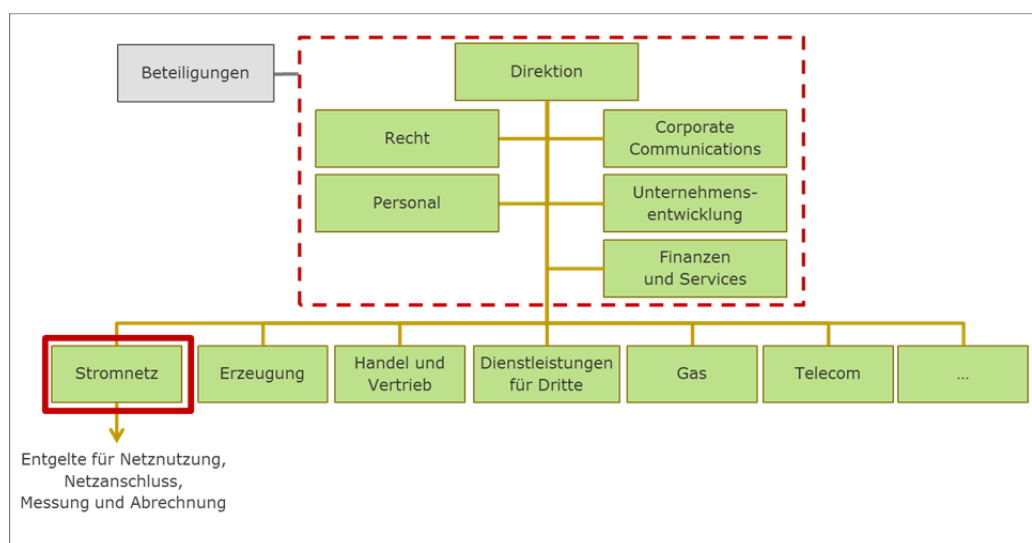 Beteiligungen
Direktion
Recht
Corporate
Communications
Personal
Unternehmens-
entwicklung
Finanzen
und Services
Stromnetz
Erzeugung
Handel und
Vertrieb
Dienstleistungen
für Dritte
Gas
Telecom
...
Entgelte für Netznutzung,
Netzanschluss,
Messung und Abrechnung